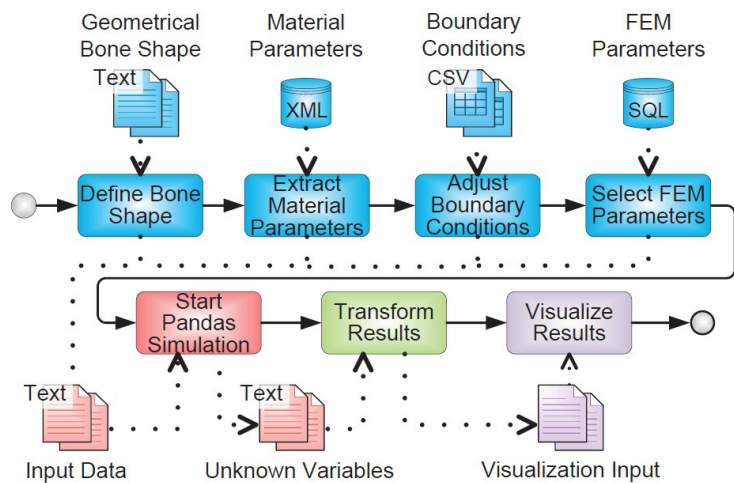 Geometrical
Bone Shape
Material
Parameters
Boundary
Conditions
FEM
Parameters
Text
XML
CSV
SQL
Define Bone
Shape
Extract
Material
Parameters
Adjust
Boundary
Conditions
Select FEM
Parameters
Start
Pandas
Simulation
Transform
Results
Visualize
Results
Text
Text
Input Data
Unknown Variables
Visualization Input